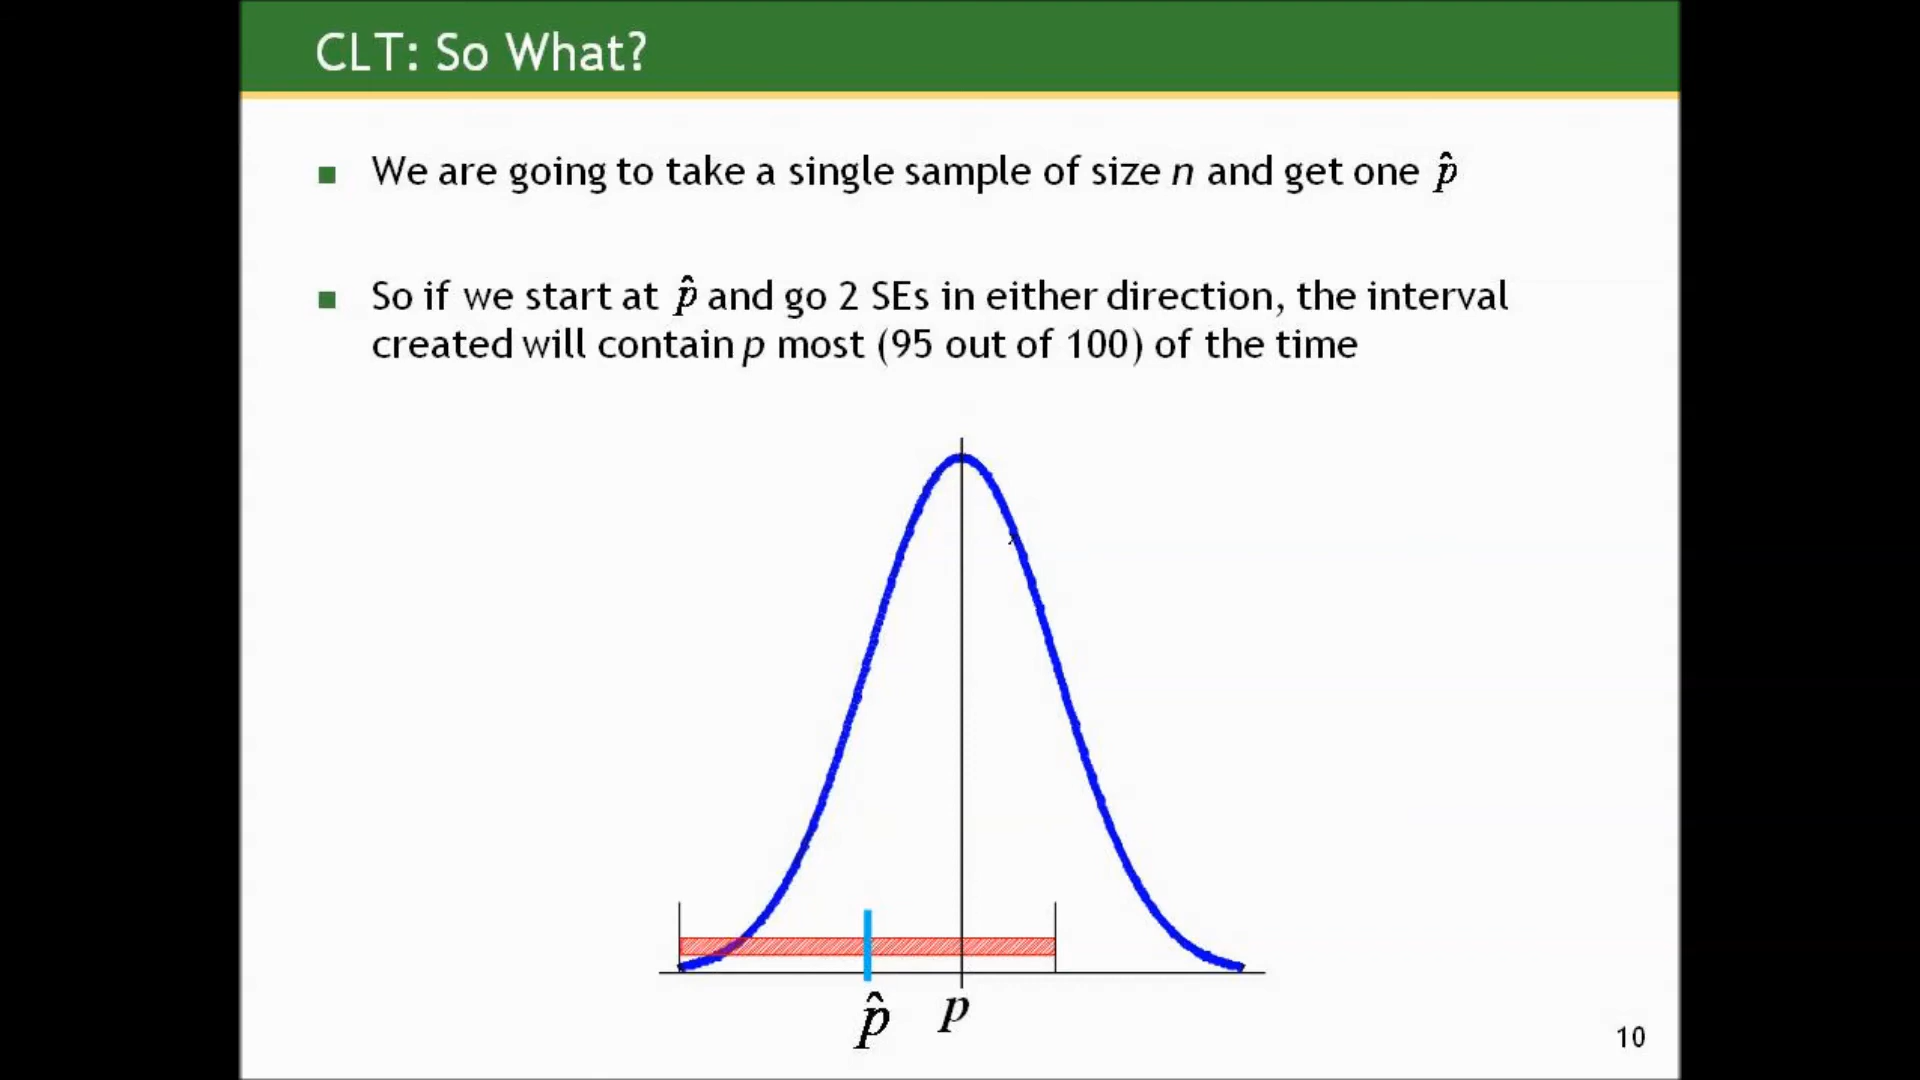 CLT: So What?
We are going to take a single sample of size n and get one p̂
So if we start at p̂ and go 2 SEs in either direction, the interval
created will contain p most (95 out of 100) of the time
p̂ p
10